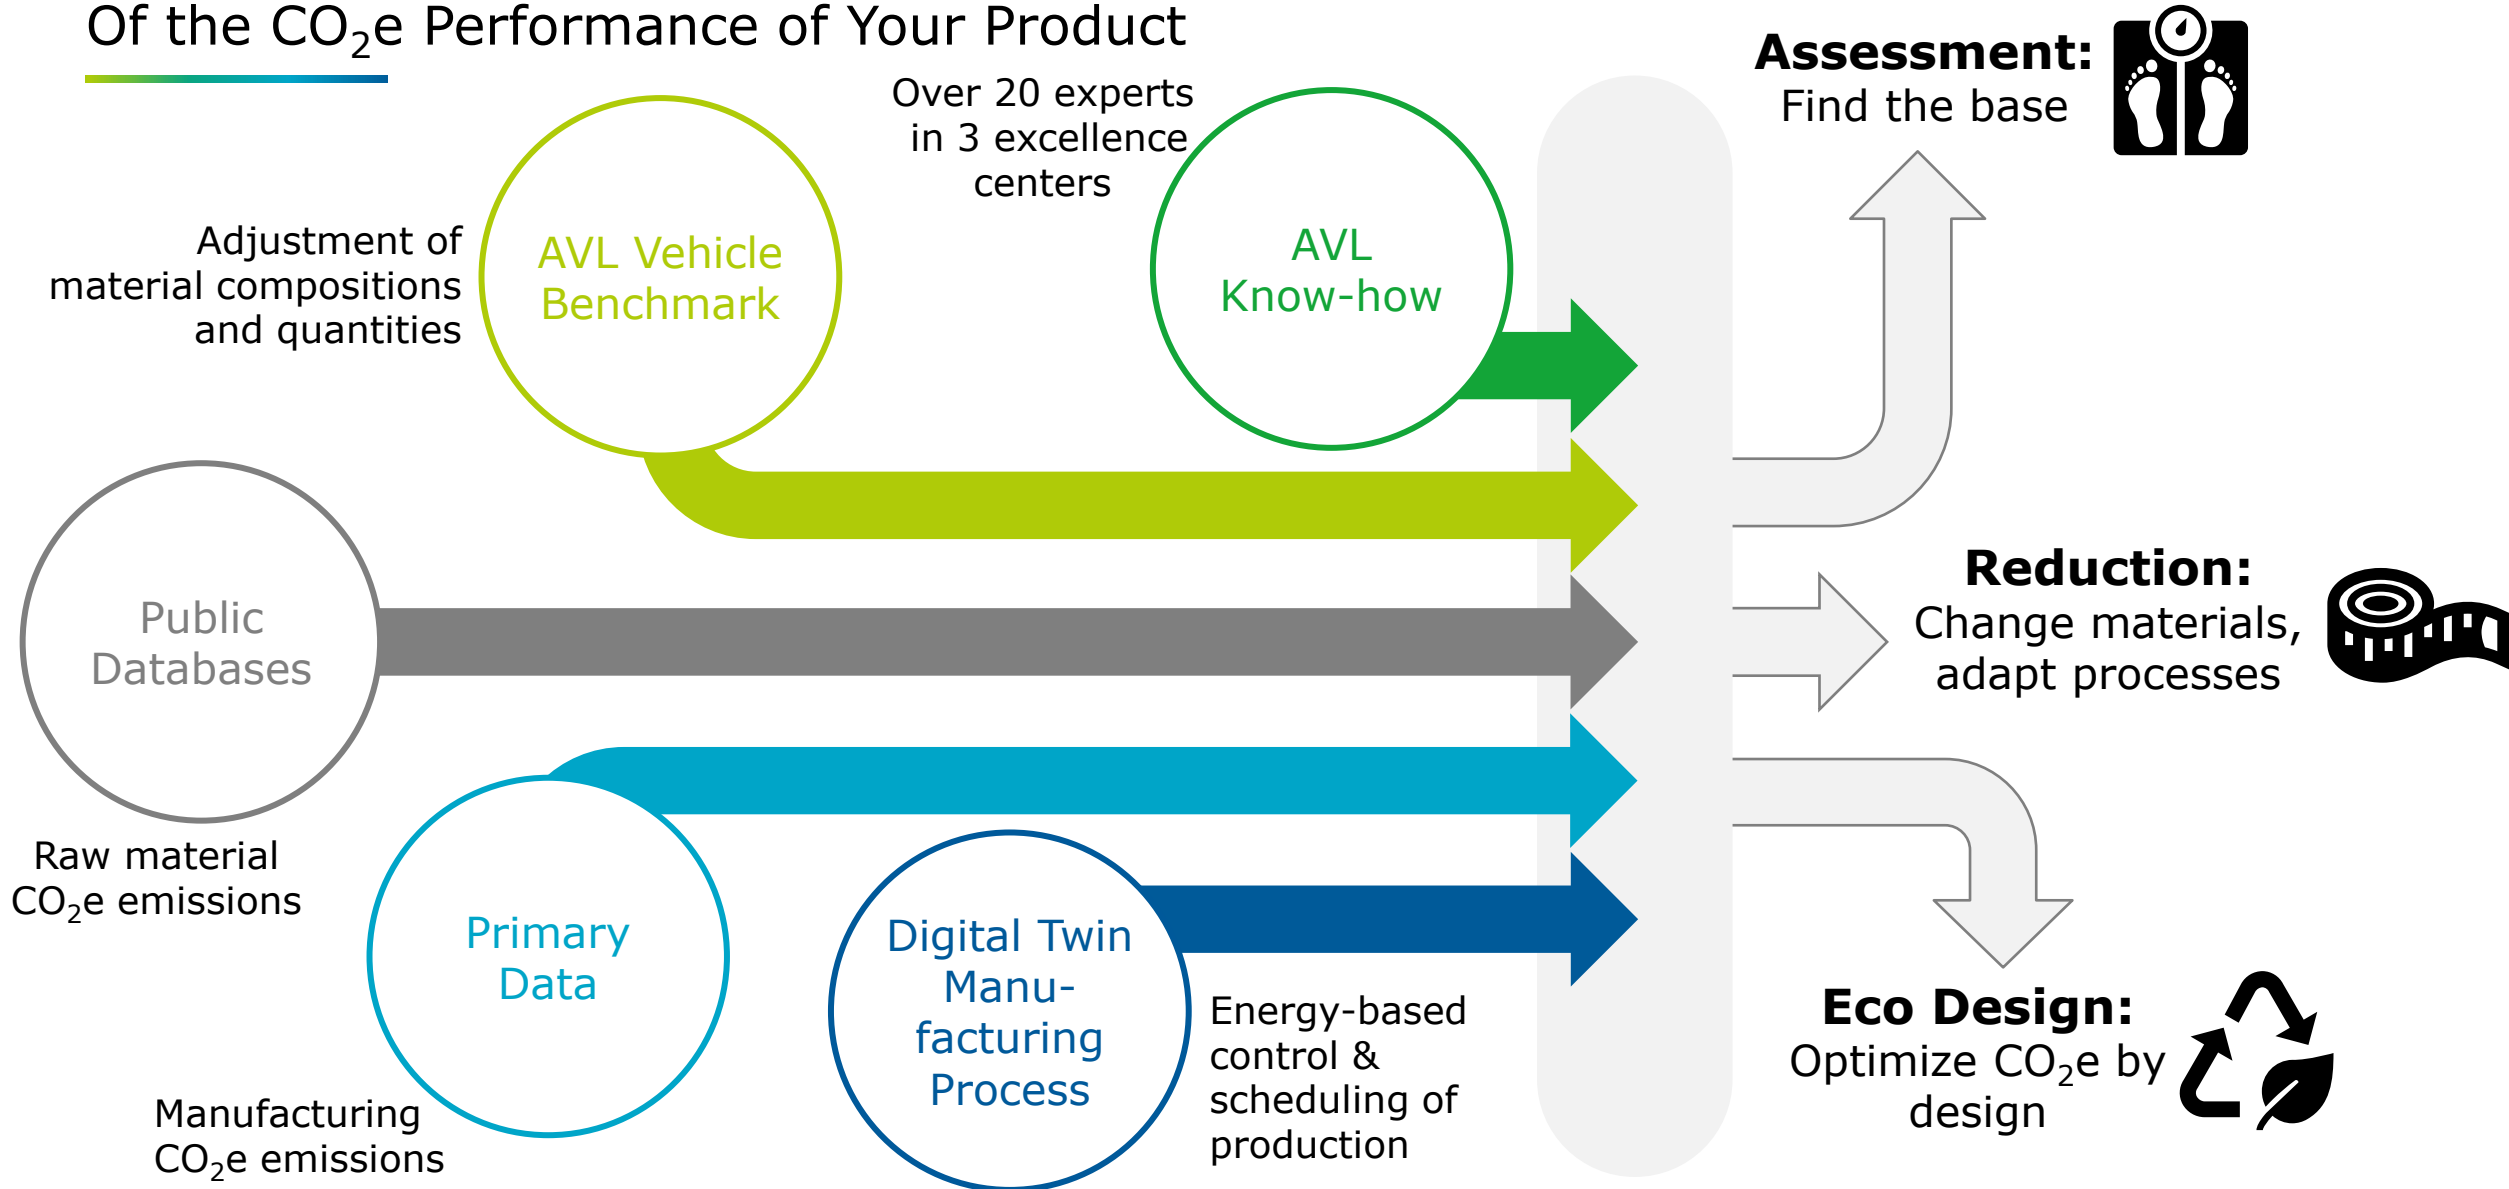 Of the CO₂e Performance of Your Product
Over 20 experts
in 3 excellence
centers
Adjustment of
material compositions
and quantities
AVL Vehicle
Benchmark
AVL
Know-how
Public
Databases
Raw material
CO₂e emissions
Primary
Data
Manufacturing
CO₂e emissions
Digital Twin
Manu-
facturing
Process
Energy-based
control &
scheduling of
production
Assessment:
Find the base
Reduction:
Change materials,
adapt processes
Eco Design:
Optimize CO₂e by
design